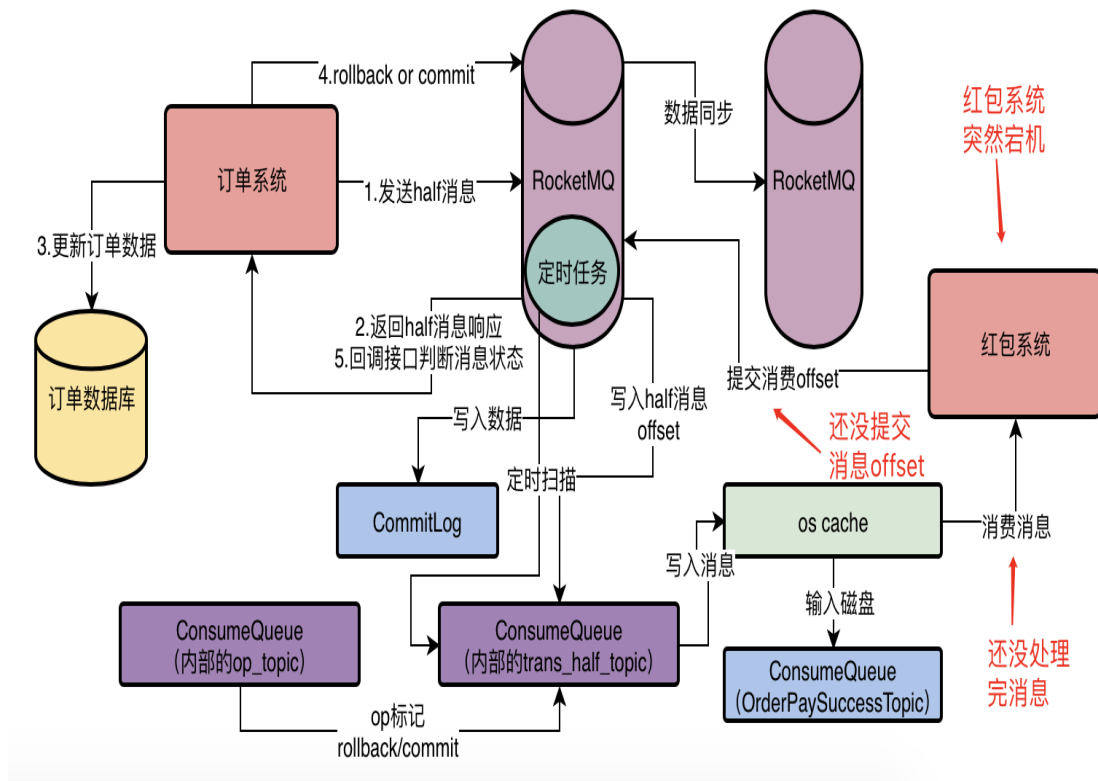 4.rollback or commit
数据同步
红包系统
突然宕机
订单系统
1.发送half消息
RocketMQ
RocketMQ
3.更新订单数据
定时任务
2.返回half消息响应
5.回调接口判断消息状态
订单数据库
写入half消息
offset
提交消费offset
红包系统
还没提交
消息offset
写入数据
定时扫描
CommitLog
os cache
消费消息
写入消息
输入磁盘
ConsumeQueue
（内部的op_topic）
ConsumeQueue
（内部的trans_half_topic）
还没处理
完消息
ConsumeQueue
（OrderPaySuccessTopic）
op标记
rollback/commit